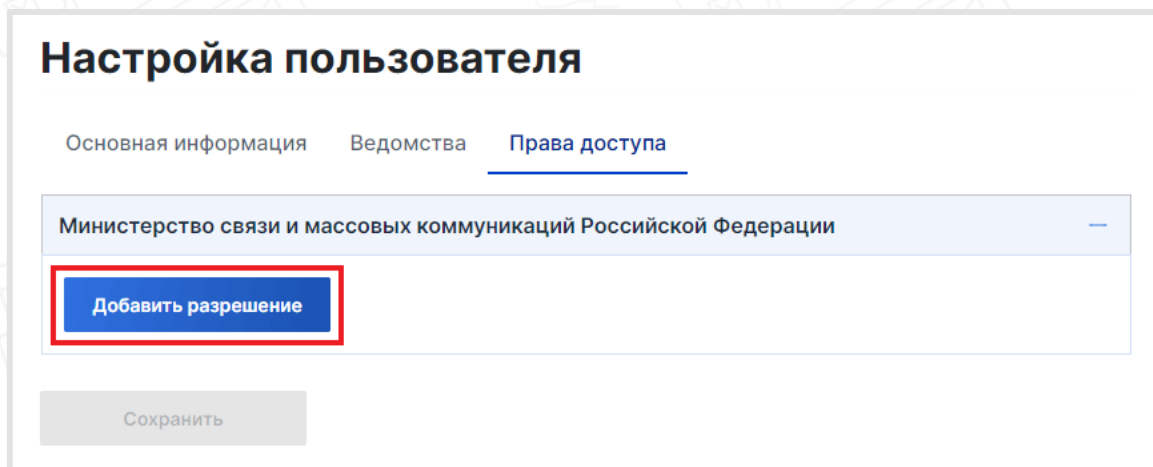 Настройка пользователя
Основная информация Ведомства Права доступа
Министерство связи и массовых коммуникаций Российской Федерации
Добавить разрешение
Сохранить